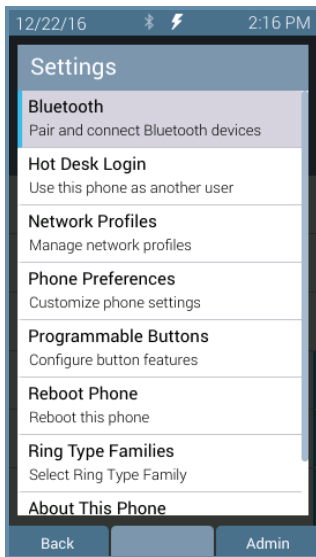 12/22/16 2:16 PM
Settings
Bluetooth
Pair and connect Bluetooth devices
Hot Desk Login
Use this phone as another user
Network Profiles
Manage network profiles
Phone Preferences
Customize phone settings
Programmable Buttons
Configure button features
Reboot Phone
Reboot this phone
Ring Type Families
Select Ring Type Family
About This Phone
Back Admin